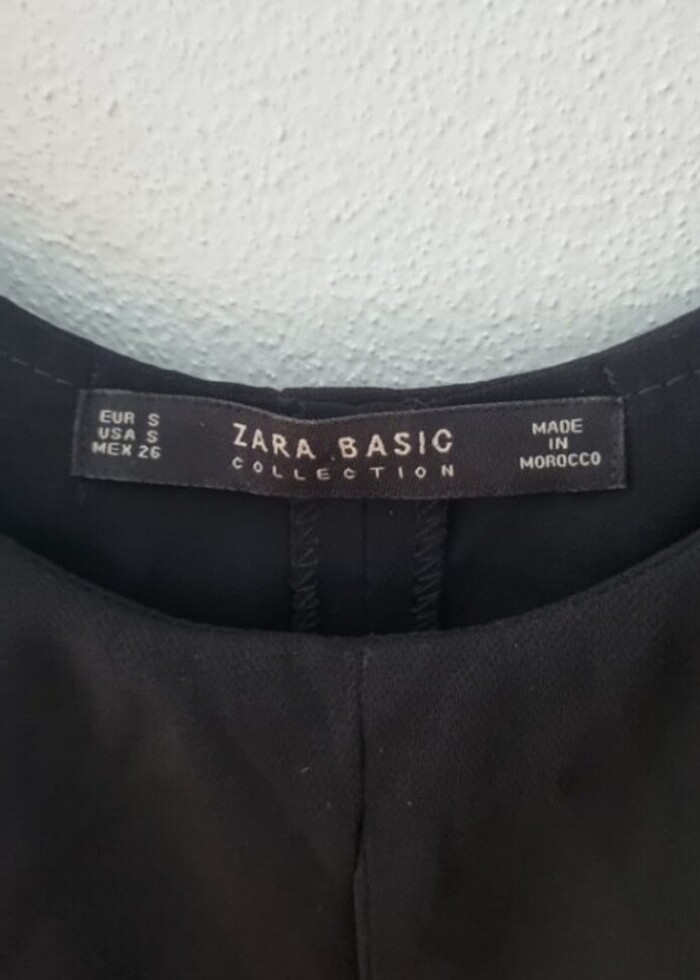 EUR S
USA S
MEX 26
ZARA BASIC
COLLECTION
MADE
IN
MOROCCO